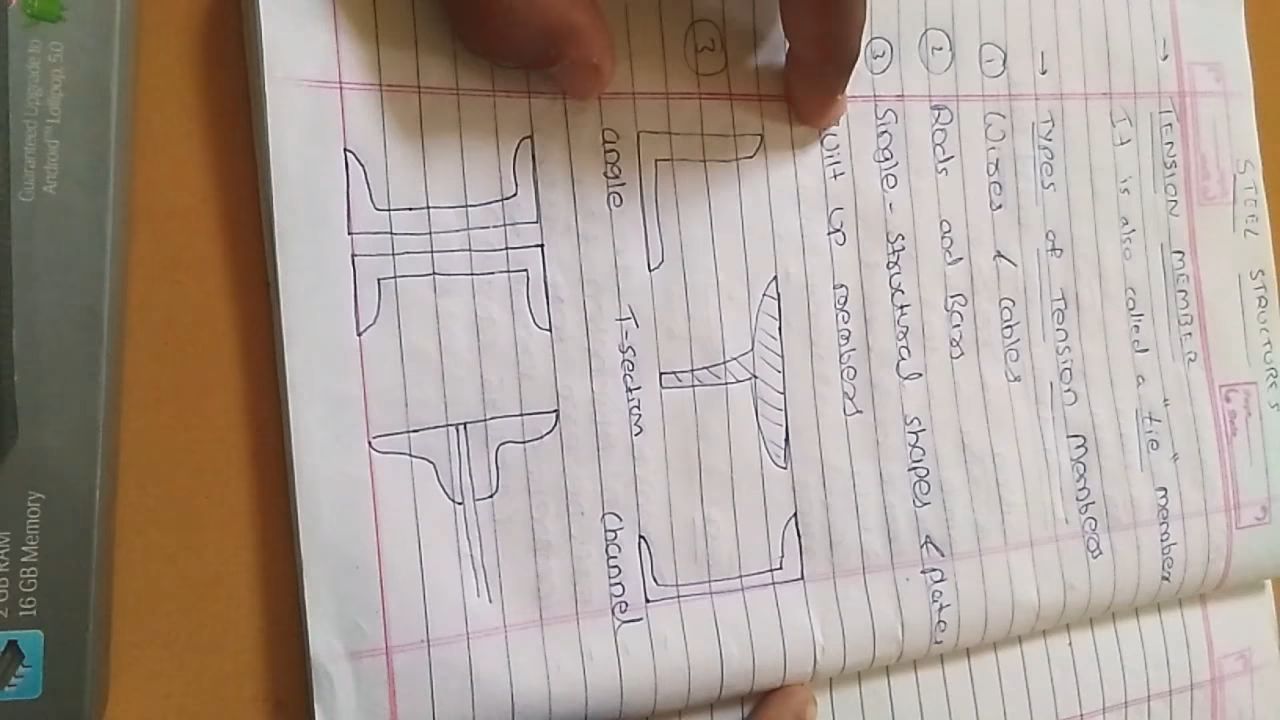 STEEL STRUCTURES
→ TENSION MEMBER
It is also called a "tie" member
→ Types of Tension Members
① Wires & Cables
② Rods and Bars
③ Single-structural shapes & plates
uilt up members
③
angle T-section Channel
Guaranteed Upgrade to
Android™ Lollipop 5.0
2 GB RAM
16 GB Memory